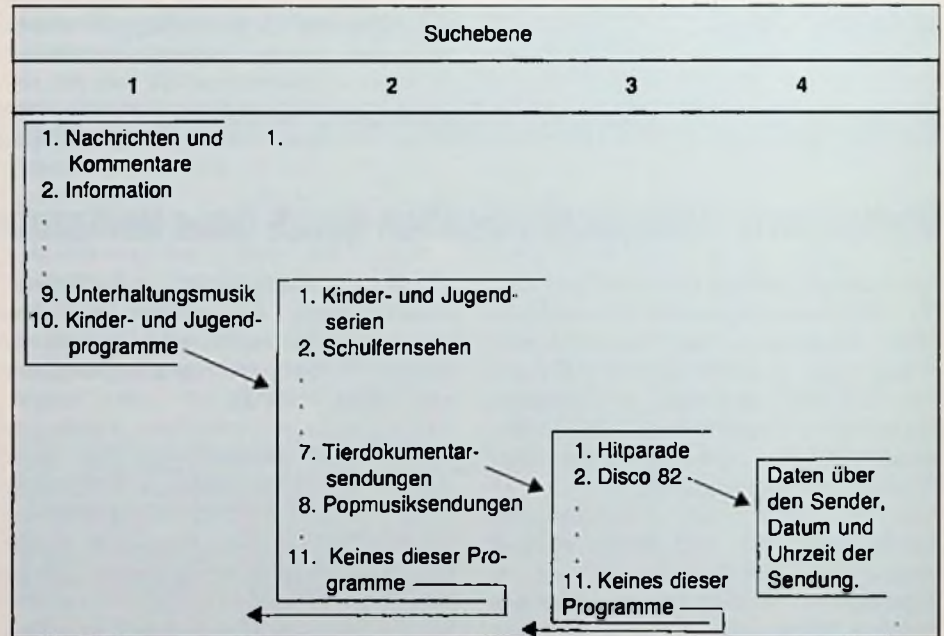 Suchebene
1 2 3 4
1. Nachrichten und
Kommentare
2. Information
.
.
.
9. Unterhaltungsmusik
10. Kinder- und Jugend-
programme
1.
1. Kinder- und Jugend-
serien
2. Schulfernsehen
.
.
.
7. Tierdokumentar-
sendungen
8. Popmusiksendungen
.
11. Keines dieser Pro-
gramme
1. Hitparade
2. Disco 82
.
.
.
11. Keines dieser
Programme
Daten über
den Sender,
Datum und
Uhrzeit der
Sendung.